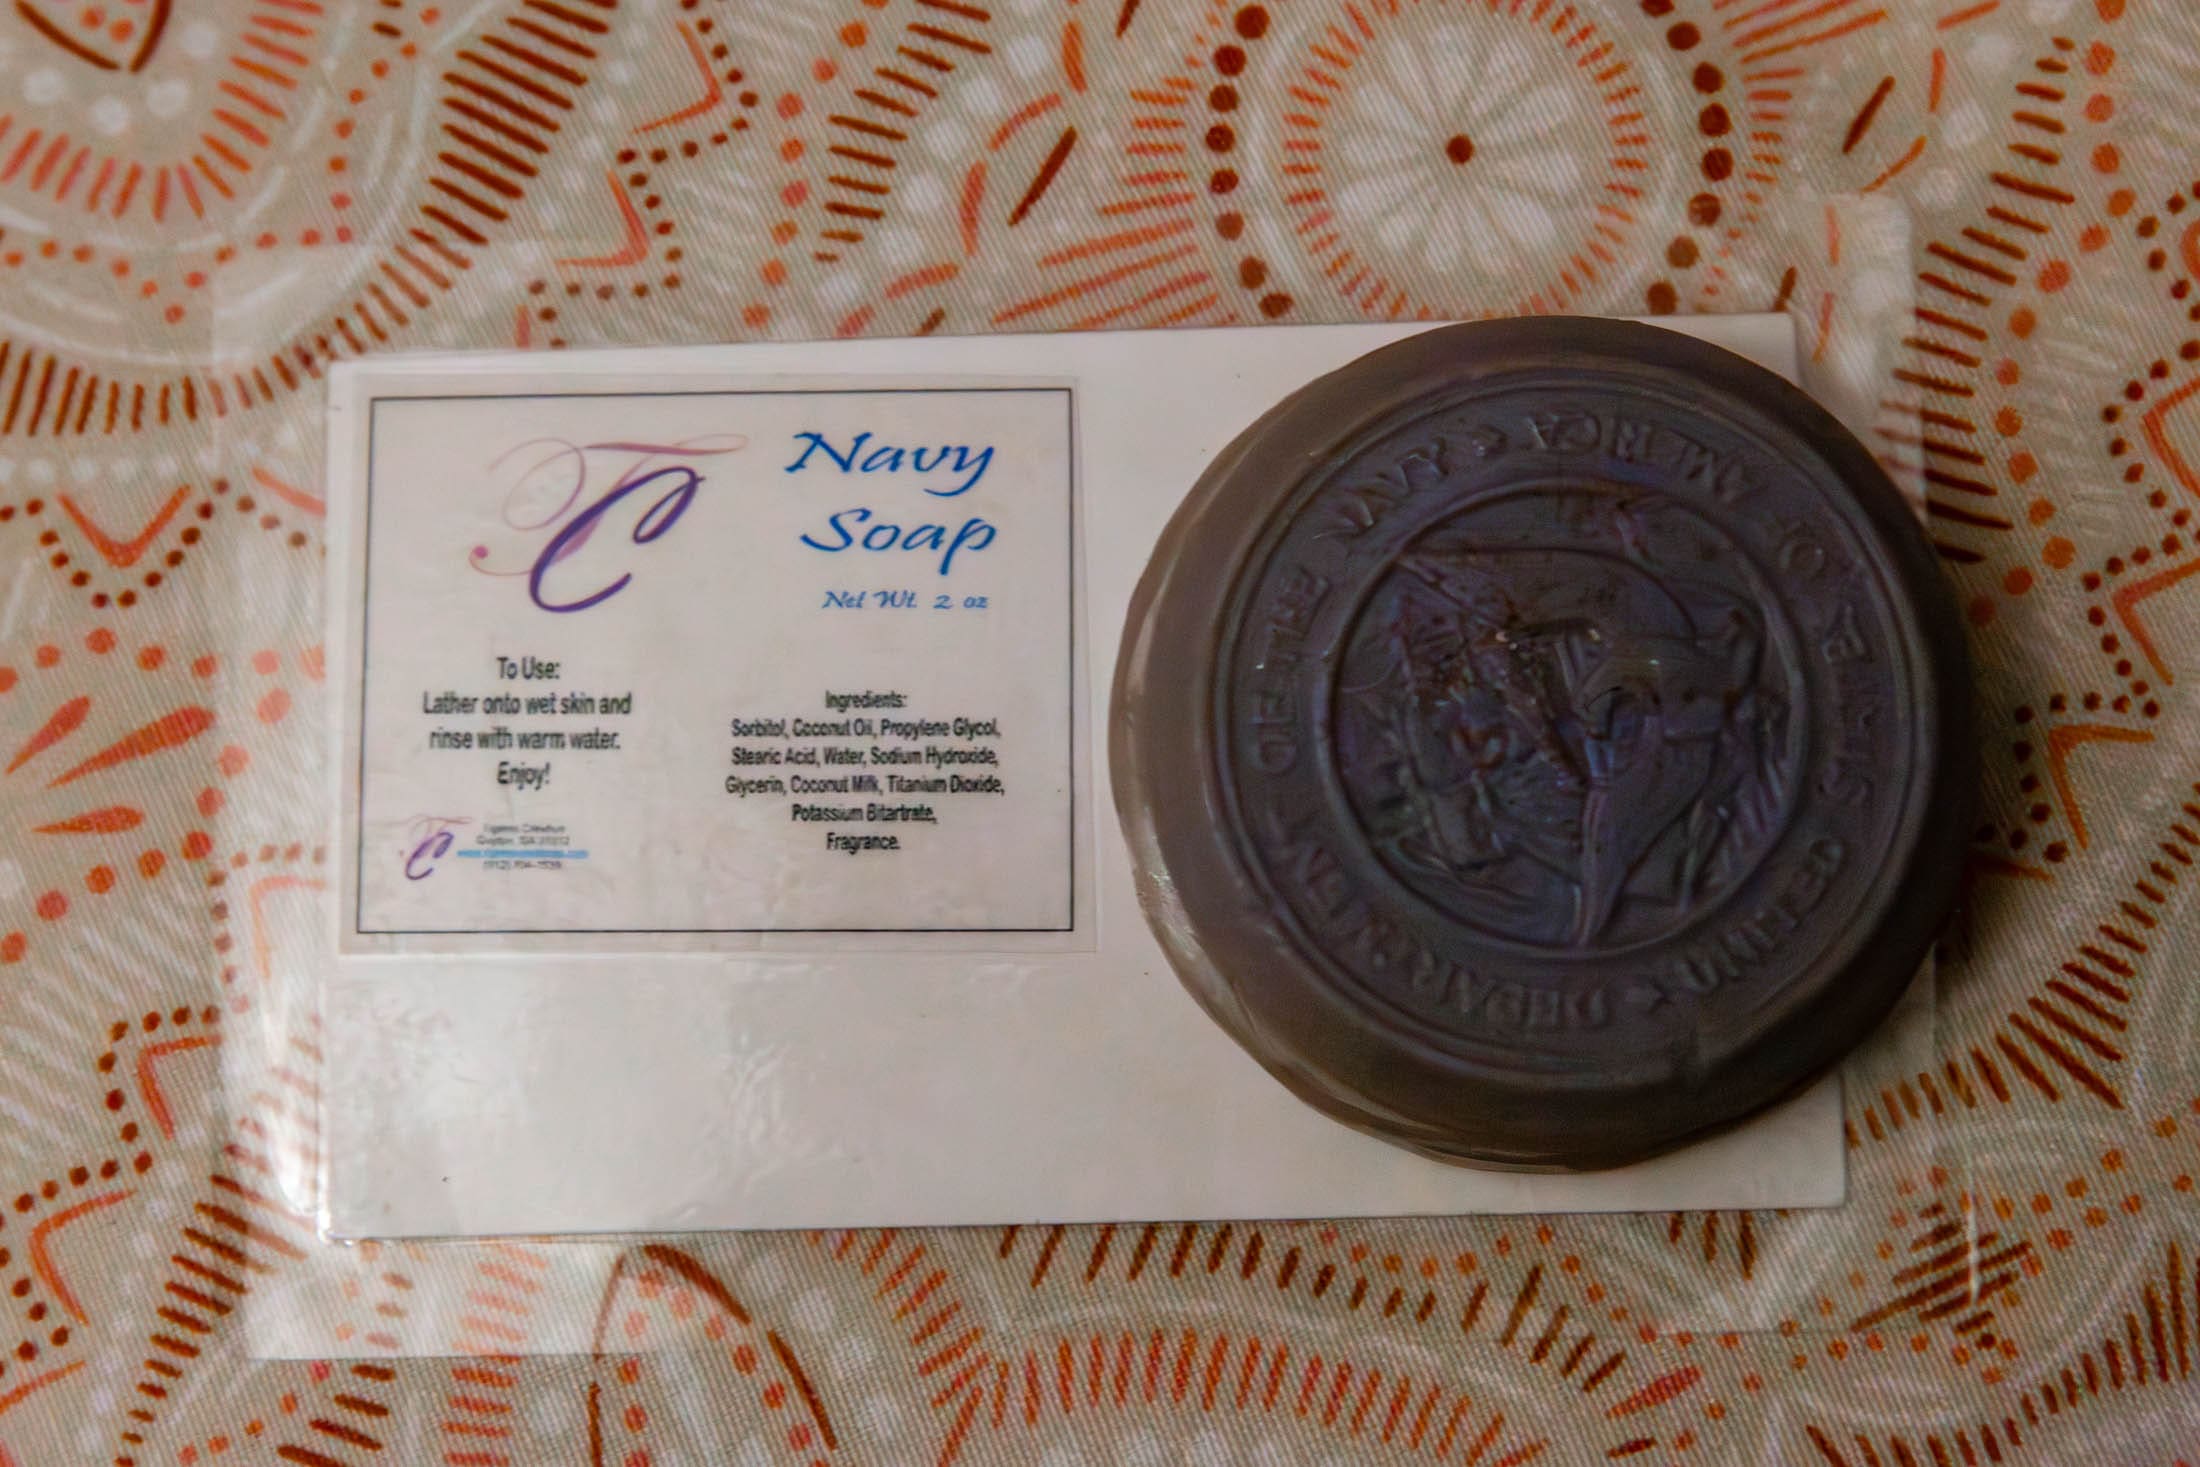 TC
Navy
Soap
Net Wt. 2 oz
To Use:
Lather onto wet skin and
rinse with warm water.
Enjoy!
Ingredients:
Sorbitol, Coconut Oil, Propylene Glycol,
Stearic Acid, Water, Sodium Hydroxide,
Glycerin, Coconut Milk, Titanium Dioxide,
Potassium Bitartrate,
Fragrance.
TC
OF THE NAVY